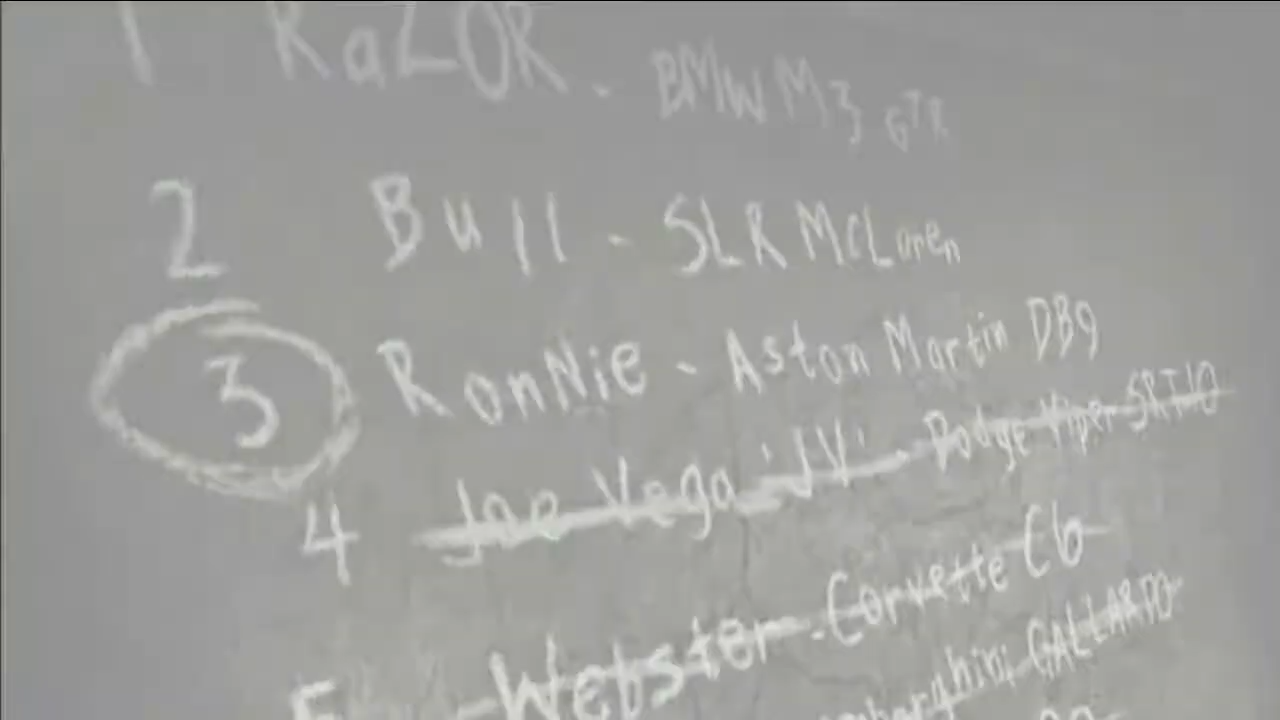 1 RaZOR - BMW M3 GTR
2 Bull - SLR McLaren
3 RonNie - Aston Martin DB9
4 Joe Vega 'JV' - Dodge Viper SRT10
5 - Webster - Corvette C6
GALLARDO